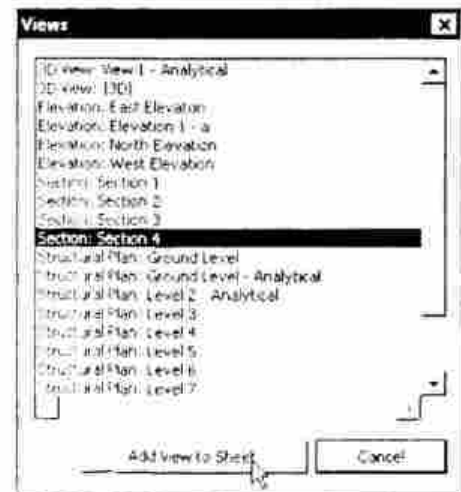 Views
3D View: View 1 - Analytical
3D View: {3D}
Elevation: East Elevation
Elevation: Elevation 1 - a
Elevation: North Elevation
Elevation: West Elevation
Section: Section 1
Section: Section 2
Section: Section 3
Section: Section 4
Structural Plan: Ground Level
Structural Plan: Ground Level - Analytical
Structural Plan: Level 2 - Analytical
Structural Plan: Level 3
Structural Plan: Level 4
Structural Plan: Level 5
Structural Plan: Level 6
Structural Plan: Level 7
Add View to Sheet
Cancel